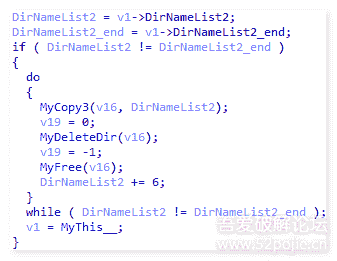 DirNameList2 = v1->DirNameList2;
DirNameList2_end = v1->DirNameList2_end;
if ( DirNameList2 != DirNameList2_end )
{
do
{
MyCopy3(v16, DirNameList2);
v19 = 0;
MyDeleteDir(v16);
v19 = -1;
MyFree(v16);
DirNameList2 += 6;
}
while ( DirNameList2 != DirNameList2_end );
v1 = MyThis__;
}
吾爱破解论坛
www.52pojie.cn